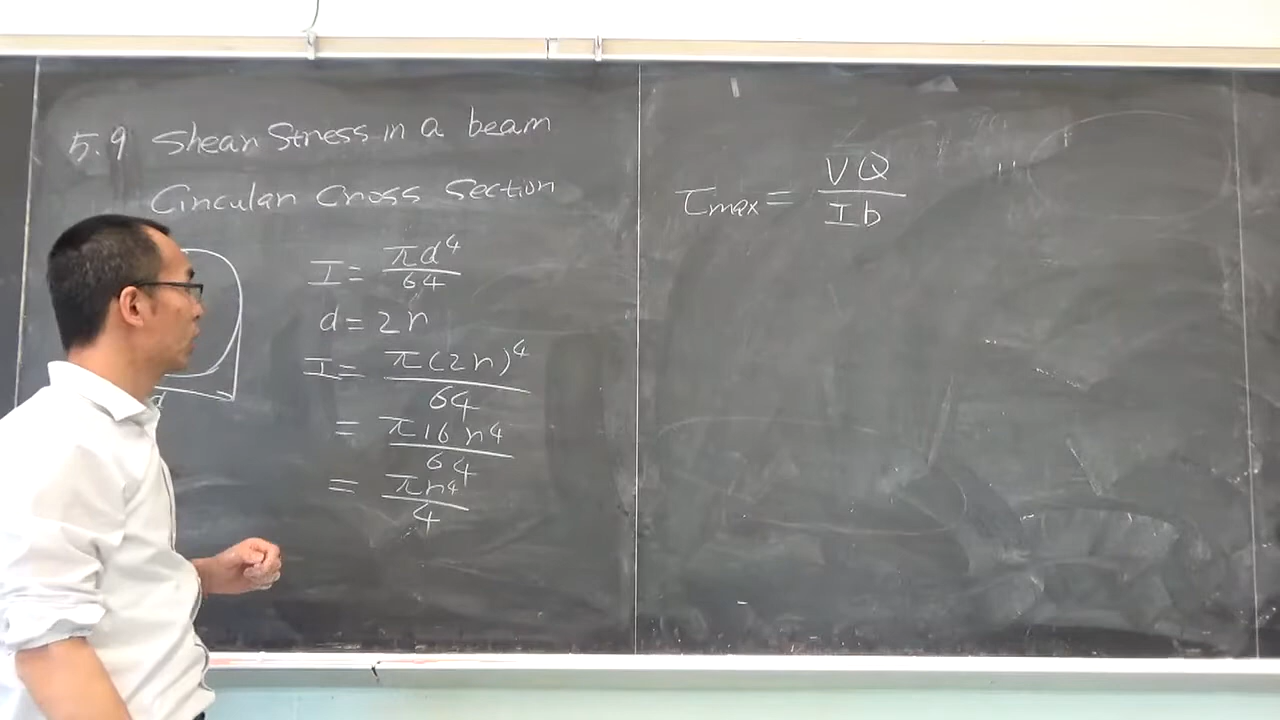 5.9 Shear Stress in a beam
Circular Cross Section
I = πd⁴/64
d = 2r
I = π(2r)⁴/64
= π16r⁴/64
= πr⁴/4
τmax = VQ/Ib